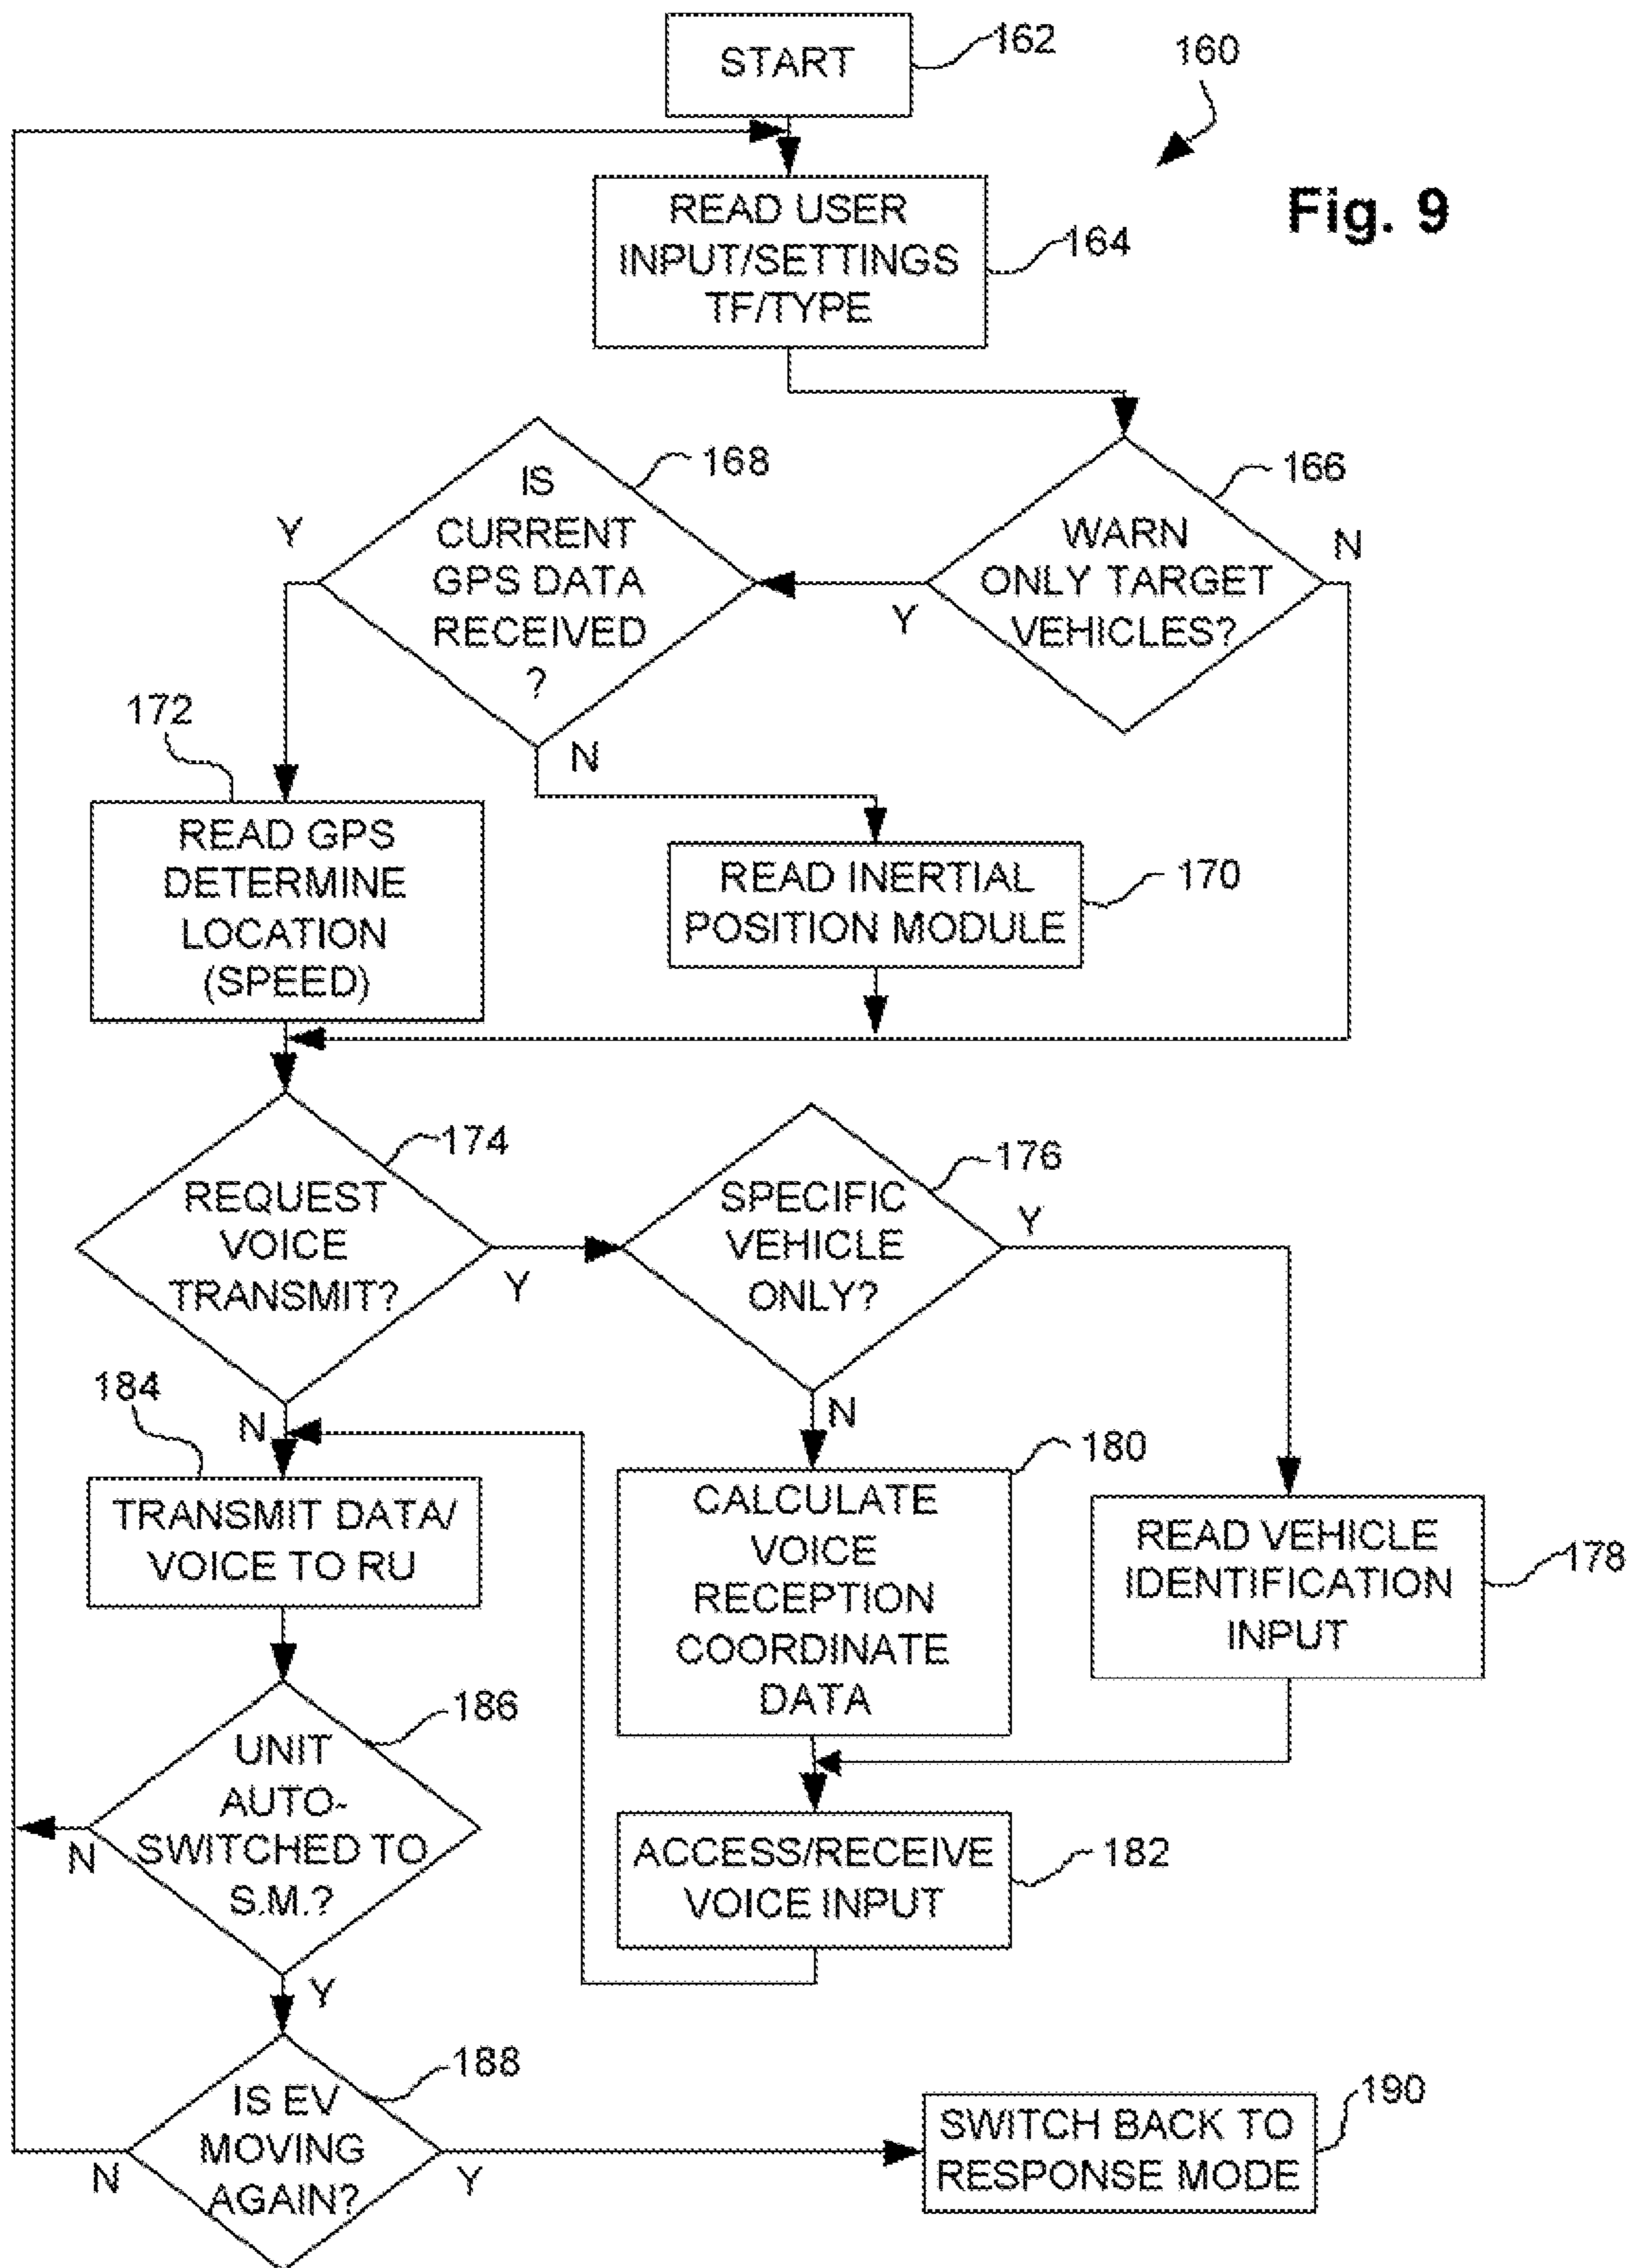 START
162
160
Fig. 9
READ USER
INPUT/SETTINGS
TF/TYPE
164
168
IS
CURRENT
GPS DATA
RECEIVED
?
Y
N
166
WARN
ONLY TARGET
VEHICLES?
N
Y
172
READ GPS
DETERMINE
LOCATION
(SPEED)
READ INERTIAL
POSITION MODULE
170
174
REQUEST
VOICE
TRANSMIT?
Y
N
176
SPECIFIC
VEHICLE
ONLY?
Y
N
184
TRANSMIT DATA/
VOICE TO RU
180
CALCULATE
VOICE
RECEPTION
COORDINATE
DATA
READ VEHICLE
IDENTIFICATION
INPUT
178
186
UNIT
AUTO-
SWITCHED TO
S.M.?
N
Y
ACCESS/RECEIVE
VOICE INPUT
182
188
IS EV
MOVING
AGAIN?
N
Y
SWITCH BACK TO
RESPONSE MODE
190